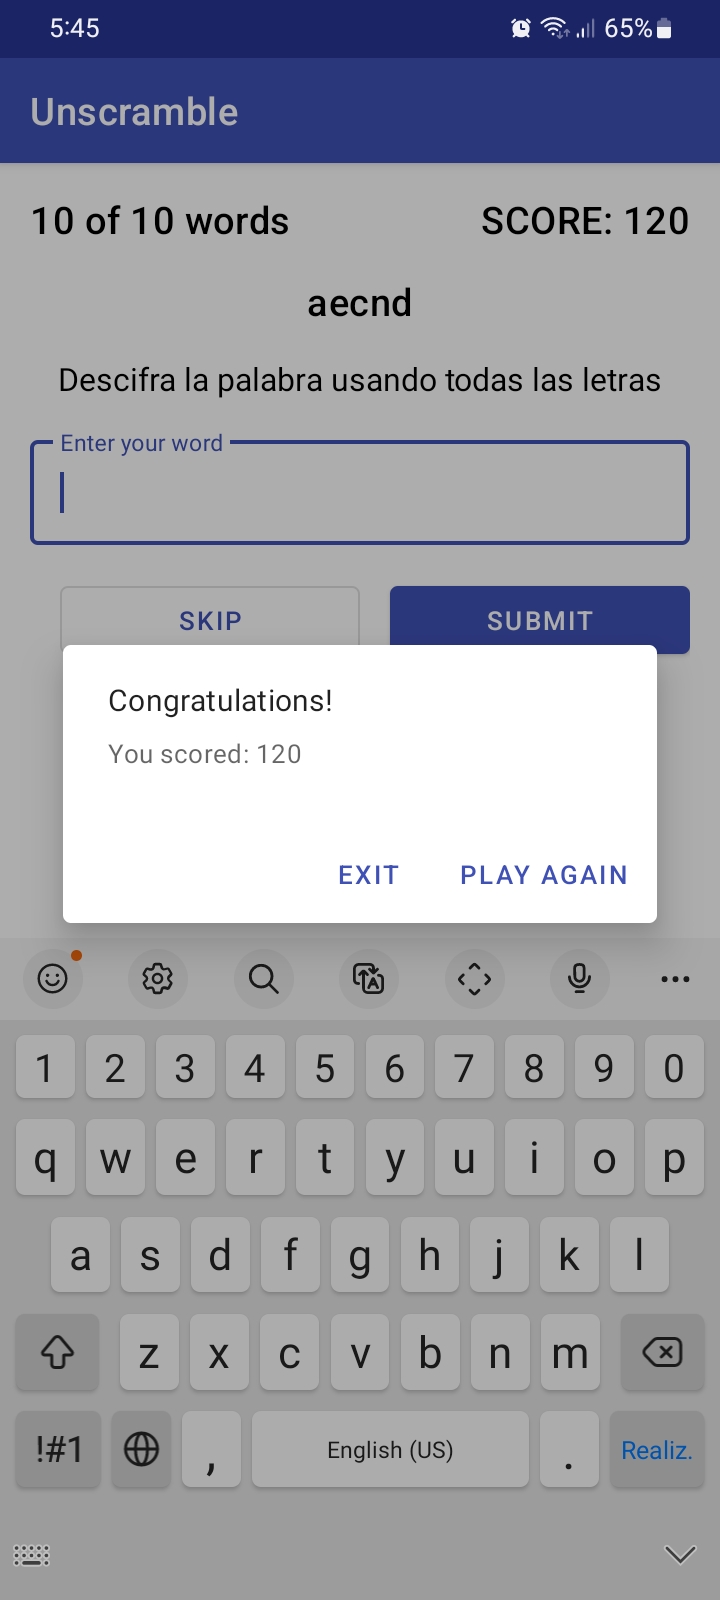 5:45 65%
Unscramble
10 of 10 words SCORE: 120
aecnd
Descifra la palabra usando todas las letras
Enter your word
SKIP SUBMIT
Congratulations!
You scored: 120
EXIT PLAY AGAIN
1 2 3 4 5 6 7 8 9 0
q w e r t y u i o p
a s d f g h j k l
z x c v b n m
!#1 , English (US) . Realiz.